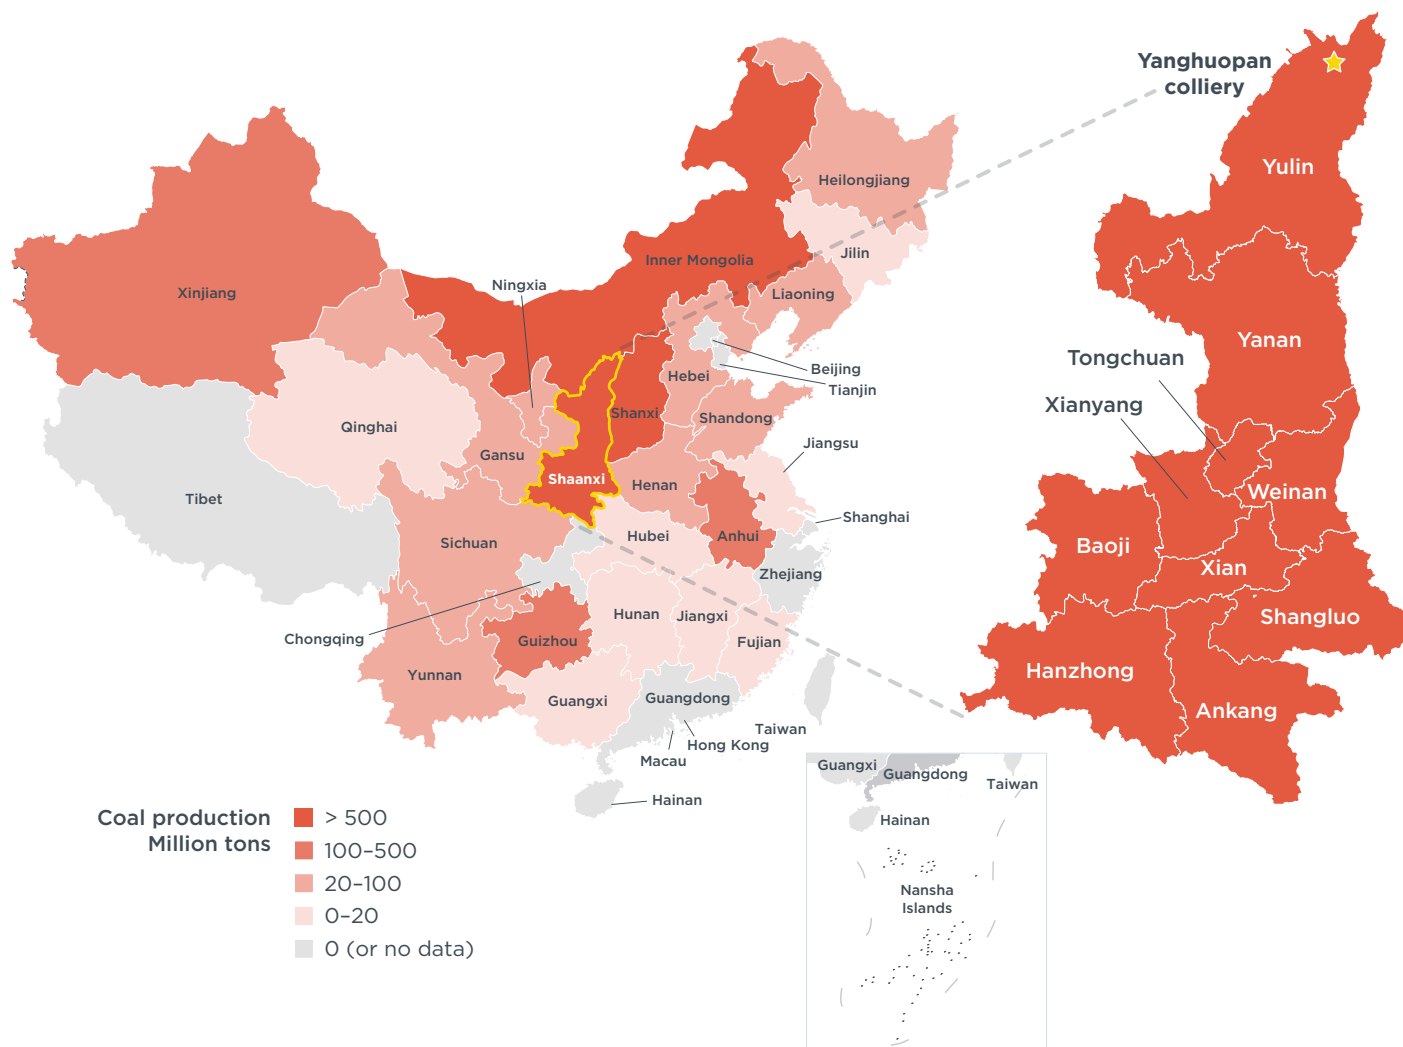 Yanghuopan
colliery
Yulin
Heilongjiang
Jilin
Inner Mongolia
Ningxia
Xinjiang
Liaoning
Yanan
Tongchuan
Beijing
Hebei
Tianjin
Xianyang
Shanxi
Shandong
Qinghai
Jiangsu
Gansu
Shaanxi
Henan
Weinan
Tibet
Shanghai
Hubei
Anhui
Sichuan
Baoji
Xian
Zhejiang
Hunan
Jiangxi
Shangluo
Chongqing
Guizhou
Fujian
Hanzhong
Yunnan
Guangxi
Guangdong
Ankang
Taiwan
Hong Kong
Macau
Hainan
Guangxi
Guangdong
Taiwan
Hainan
Nansha
Islands
Coal production
Million tons
> 500
100–500
20–100
0–20
0 (or no data)